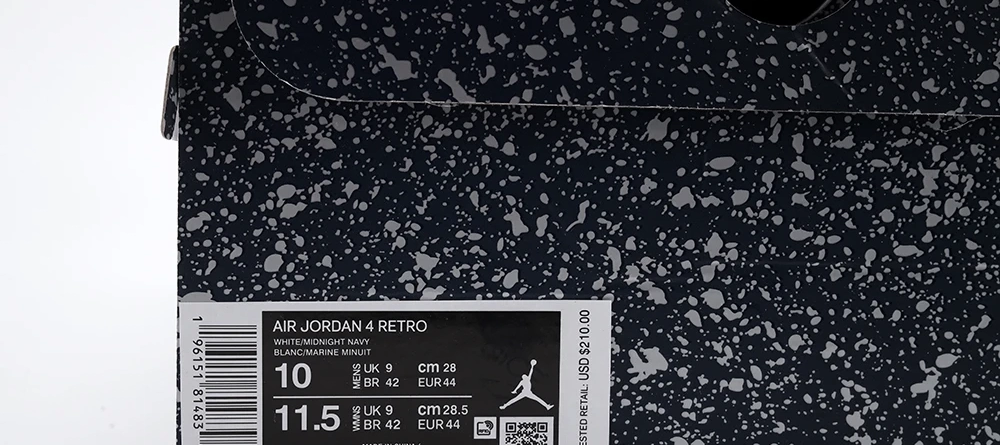 AIR JORDAN 4 RETRO
WHITE/MIDNIGHT NAVY
BLANC/MARINE MINUIT
10 MENS UK 9 cm 28
BR 42 EUR 44
11.5 WMNS UK 9 cm 28.5
BR 42 EUR 44
1 96151 81483
ESTED RETAIL: USD $210.00